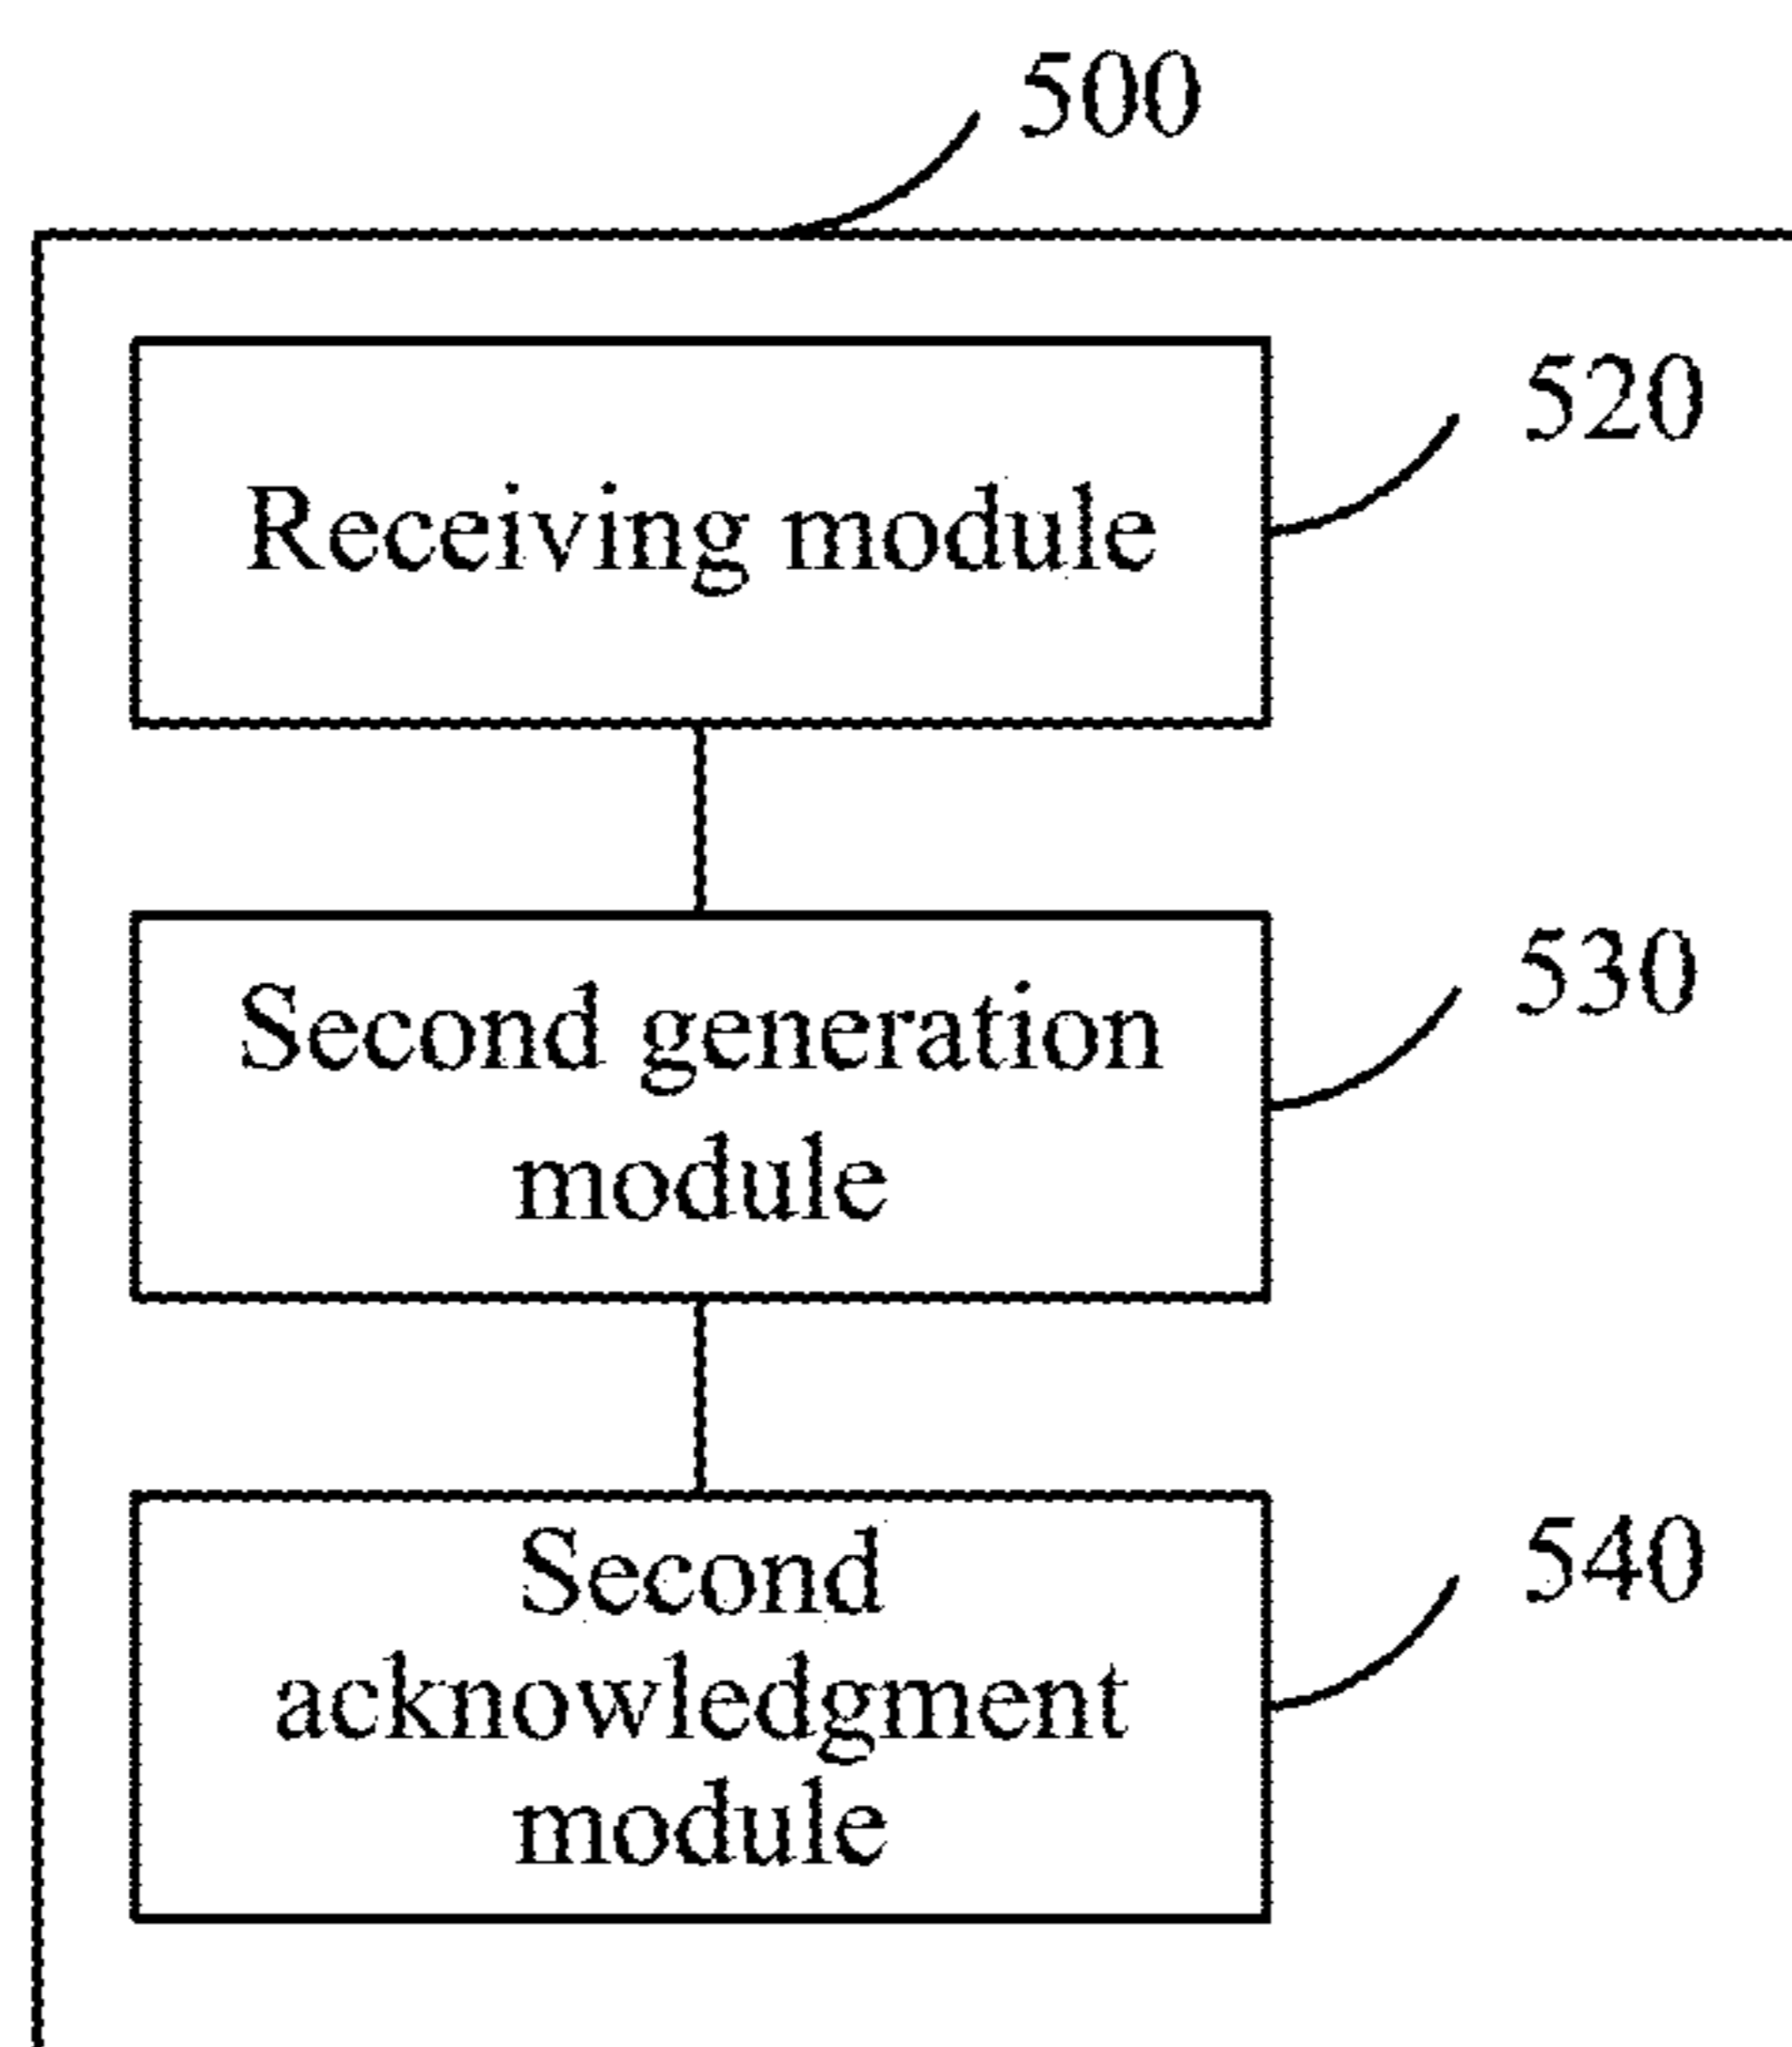 500
520
Receiving module
530
Second generation
module
540
Second
acknowledgment
module